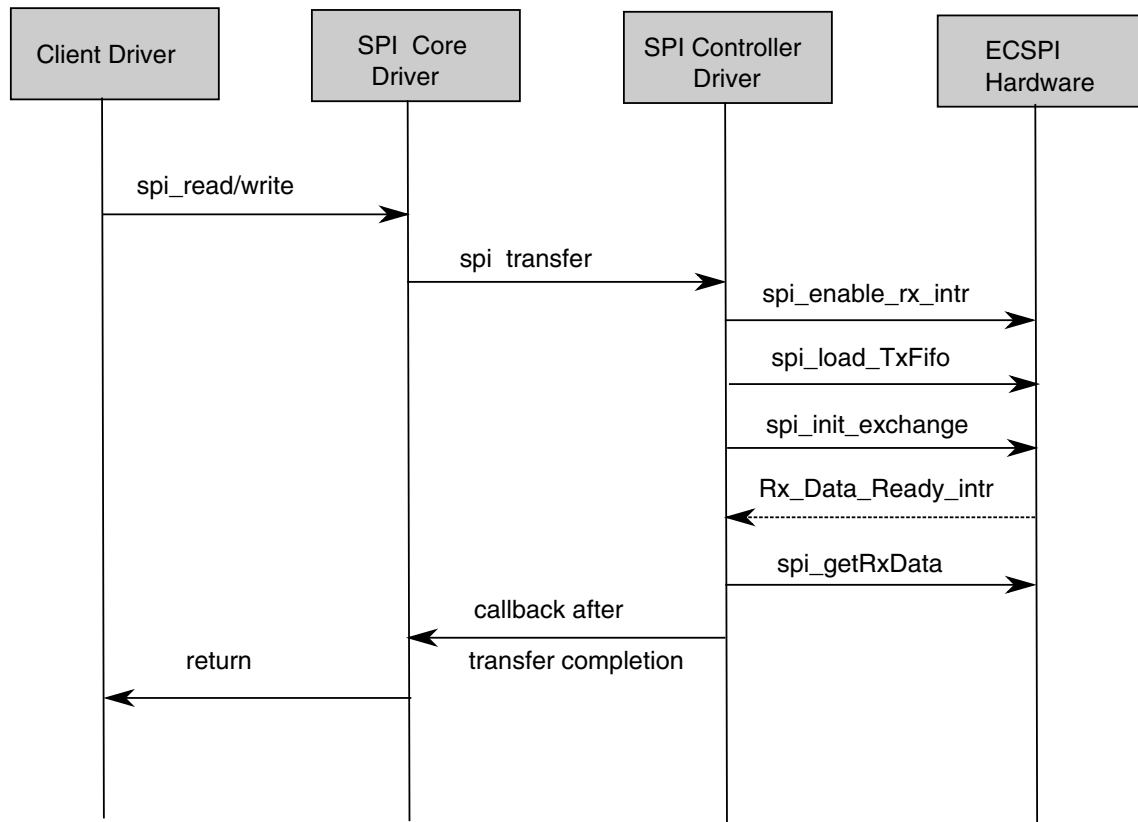 Client Driver
SPI Core
Driver
SPI Controller
Driver
ECSPI
Hardware
spi_read/write
spi transfer
spi_enable_rx_intr
spi_load_TxFifo
spi_init_exchange
Rx_Data_Ready_intr
spi_getRxData
callback after
transfer completion
return